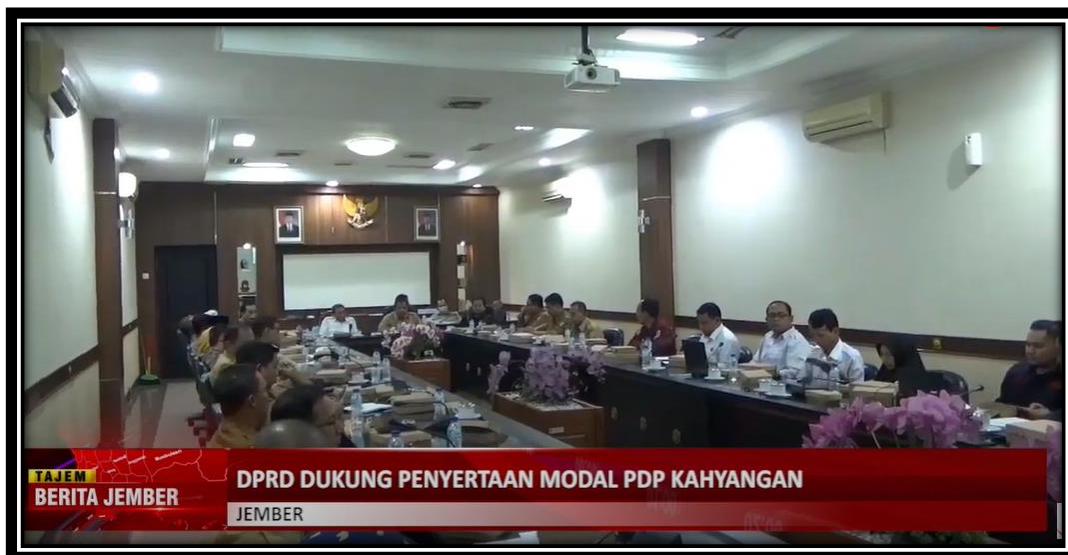 TAJEM
BERITA JEMBER
DPRD DUKUNG PENYERTAAN MODAL PDP KAHYANGAN
JEMBER